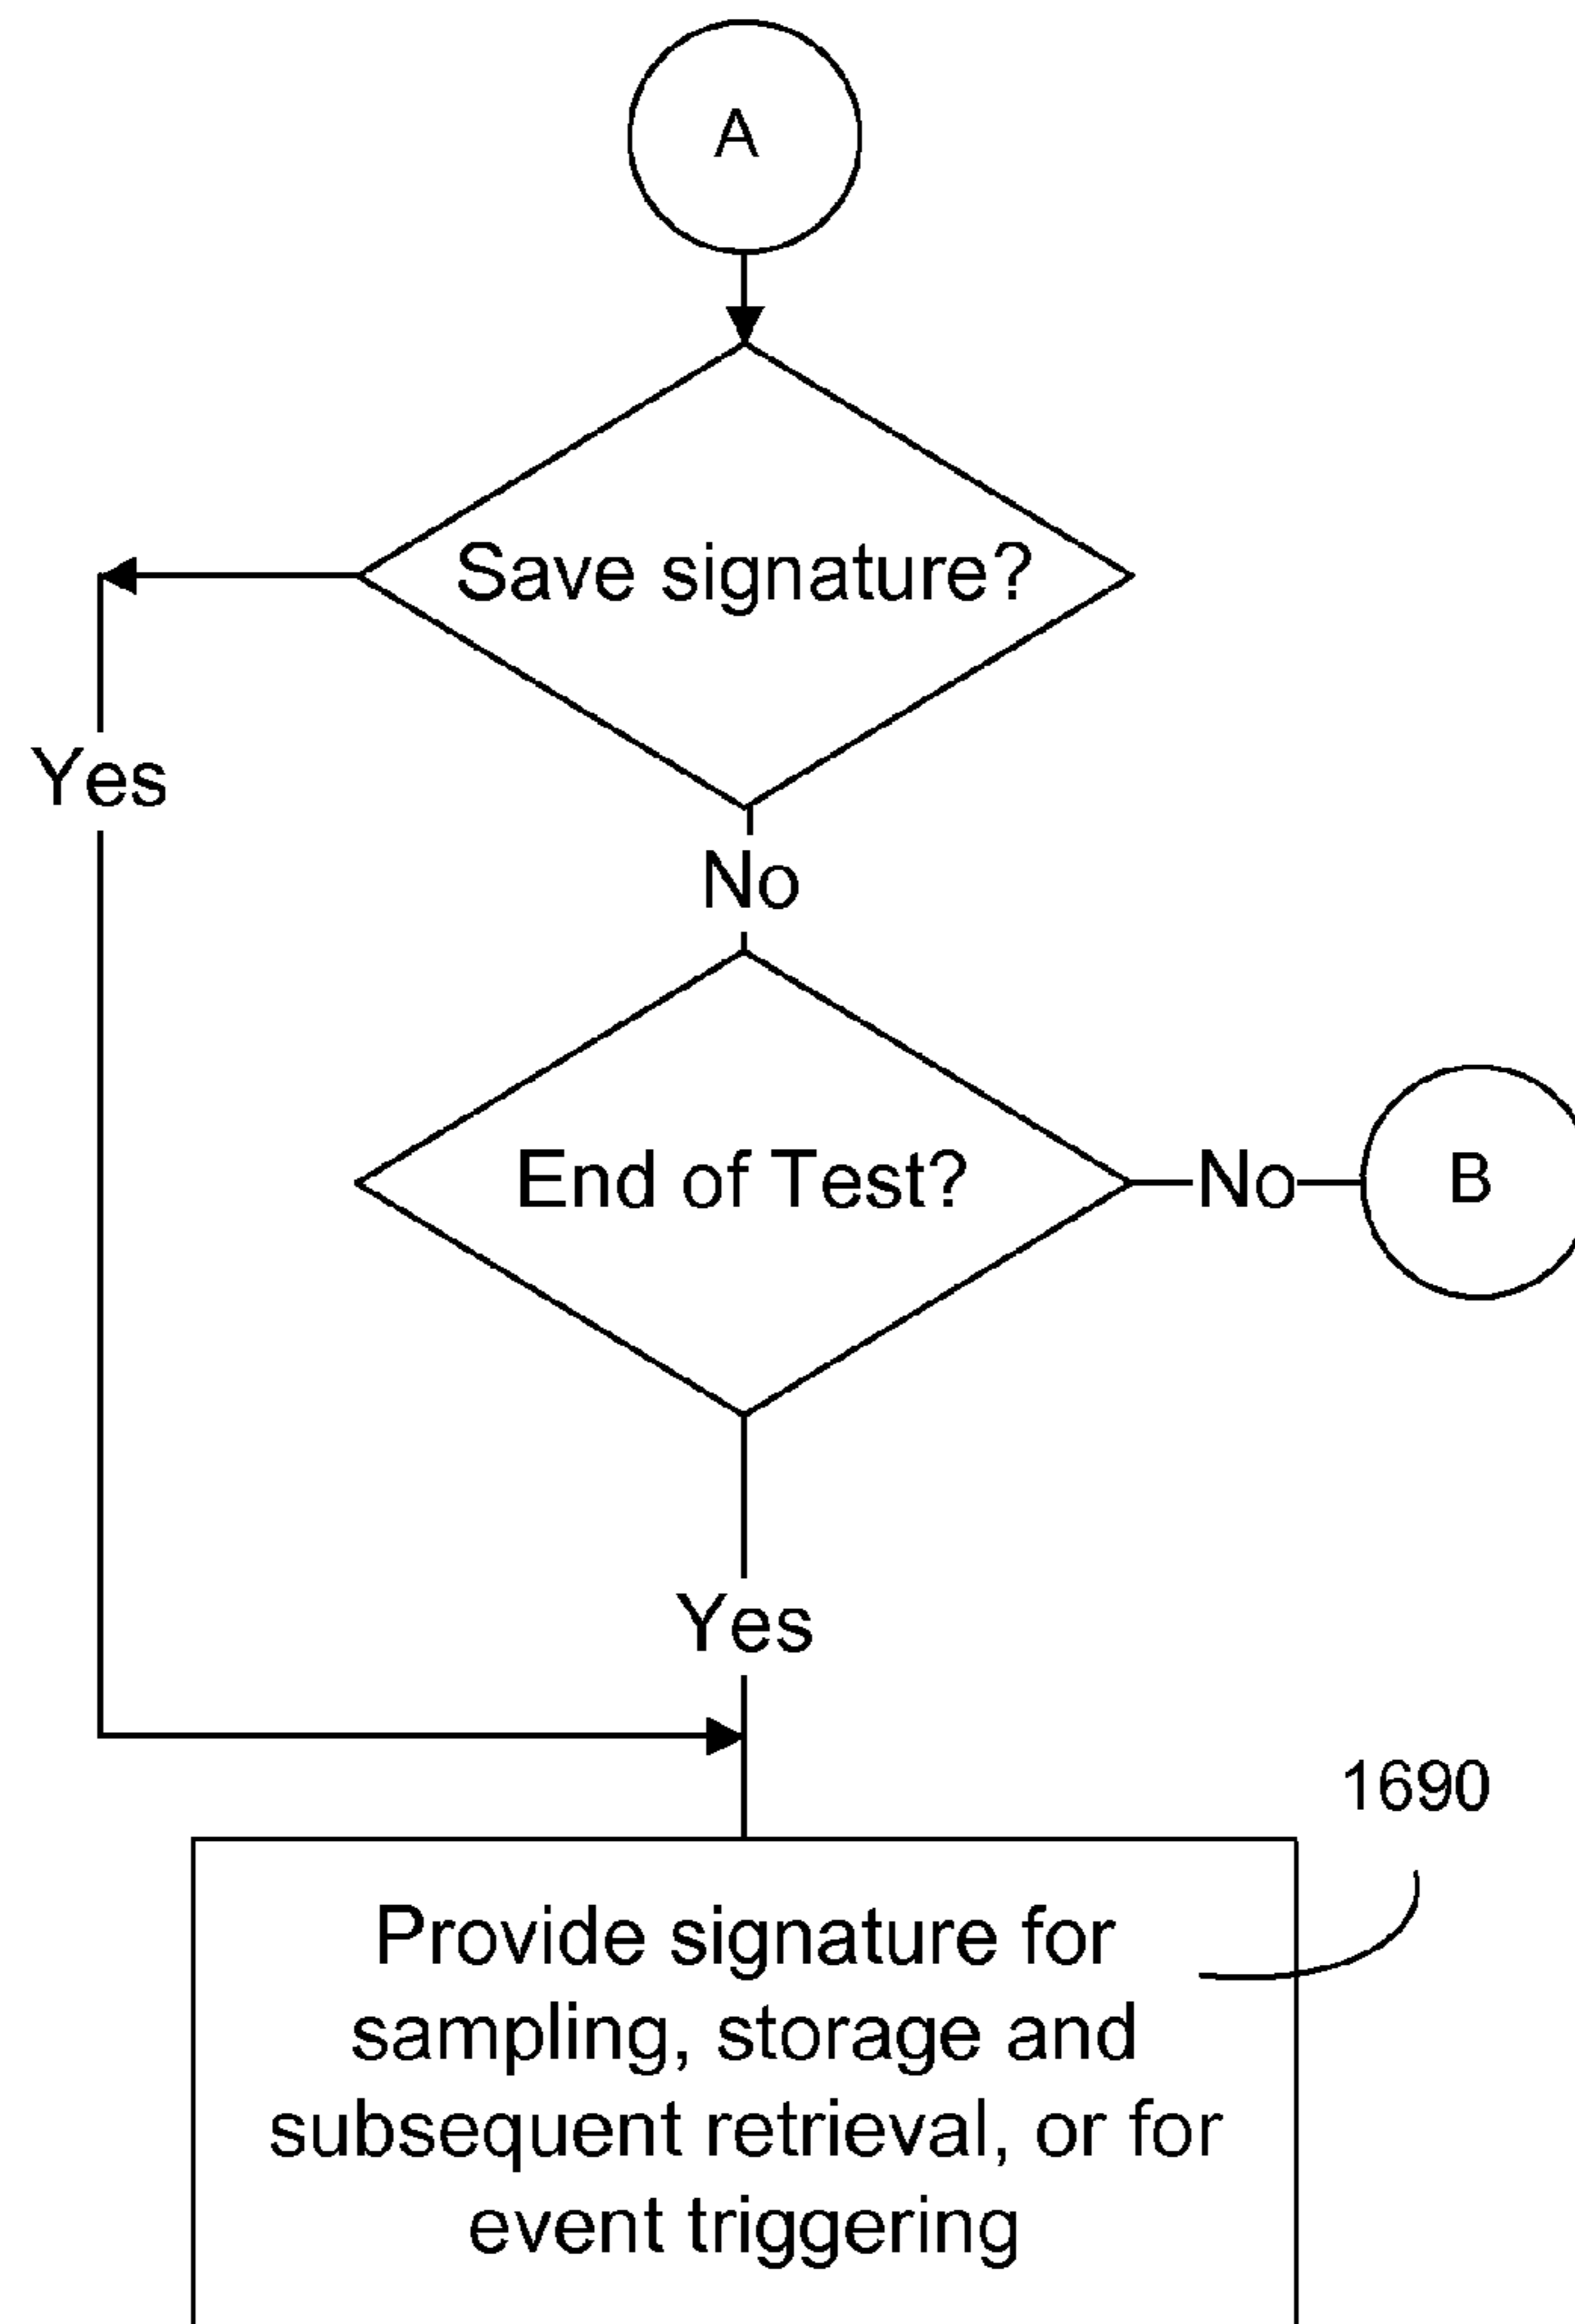 A
Save signature?
Yes
No
End of Test?
No
B
Yes
1690
Provide signature for
sampling, storage and
subsequent retrieval, or for
event triggering